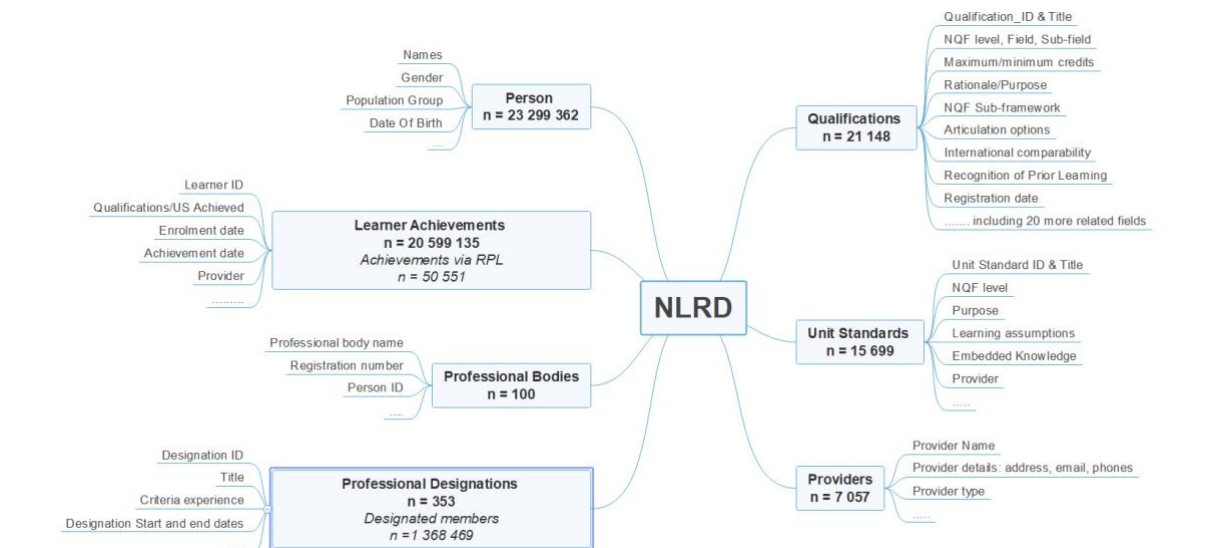 Names
Gender
Population Group
Date Of Birth
...
Person
n = 23 299 362
Learner ID
Qualifications/US Achieved
Enrolment date
Achievement date
Provider
.........
Learner Achievements
n = 20 599 135
Achievements via RPL
n = 50 551
Professional body name
Registration number
Person ID
....
Professional Bodies
n = 100
Designation ID
Title
Criteria experience
Designation Start and end dates
Professional Designations
n = 353
Designated members
n =1 368 469
NLRD
Qualifications
n = 21 148
Qualification_ID & Title
NQF level, Field, Sub-field
Maximum/minimum credits
Rationale/Purpose
NQF Sub-framework
Articulation options
International comparability
Recognition of Prior Learning
Registration date
....... including 20 more related fields
Unit Standards
n = 15 699
Unit Standard ID & Title
NQF level
Purpose
Learning assumptions
Embedded Knowledge
Provider
.....
Providers
n = 7 057
Provider Name
Provider details: address, email, phones
Provider type
.....